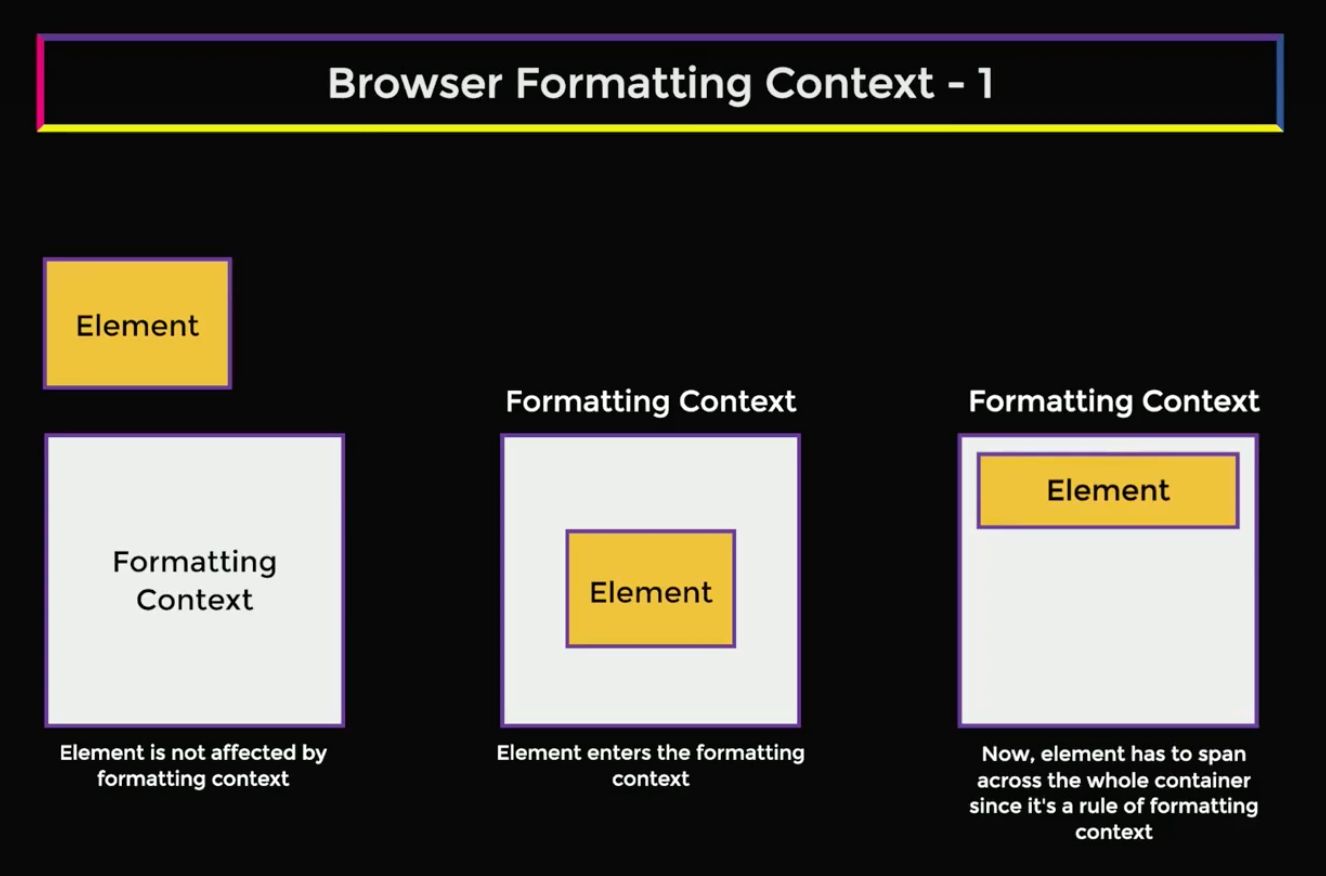 Browser Formatting Context - 1
Element
Formatting
Context
Element is not affected by
formatting context
Formatting Context
Element
Element enters the formatting
context
Formatting Context
Element
Now, element has to span
across the whole container
since it's a rule of formatting
context